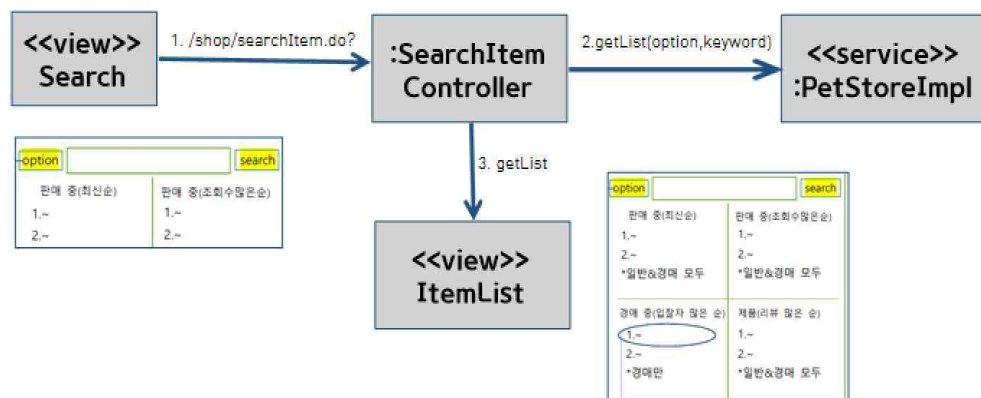 <<view>>
Search
1. /shop/searchItem.do?
:SearchItem
Controller
2.getList(option,keyword)
<<service>>
:PetStoreImpl
3. getList
<<view>>
ItemList
option
search
판매 중(최신순)
판매 중(조회수많은순)
1.~
1.~
2.~
2.~
option
search
판매 중(최신순)
판매 중(조회수많은순)
1.~
1.~
2.~
2.~
*일반&경매 모두
*일반&경매 모두
경매 중(입찰자 많은 순)
제품(리뷰 많은 순)
1.~
1.~
2.~
2.~
*경매만
*일반&경매 모두